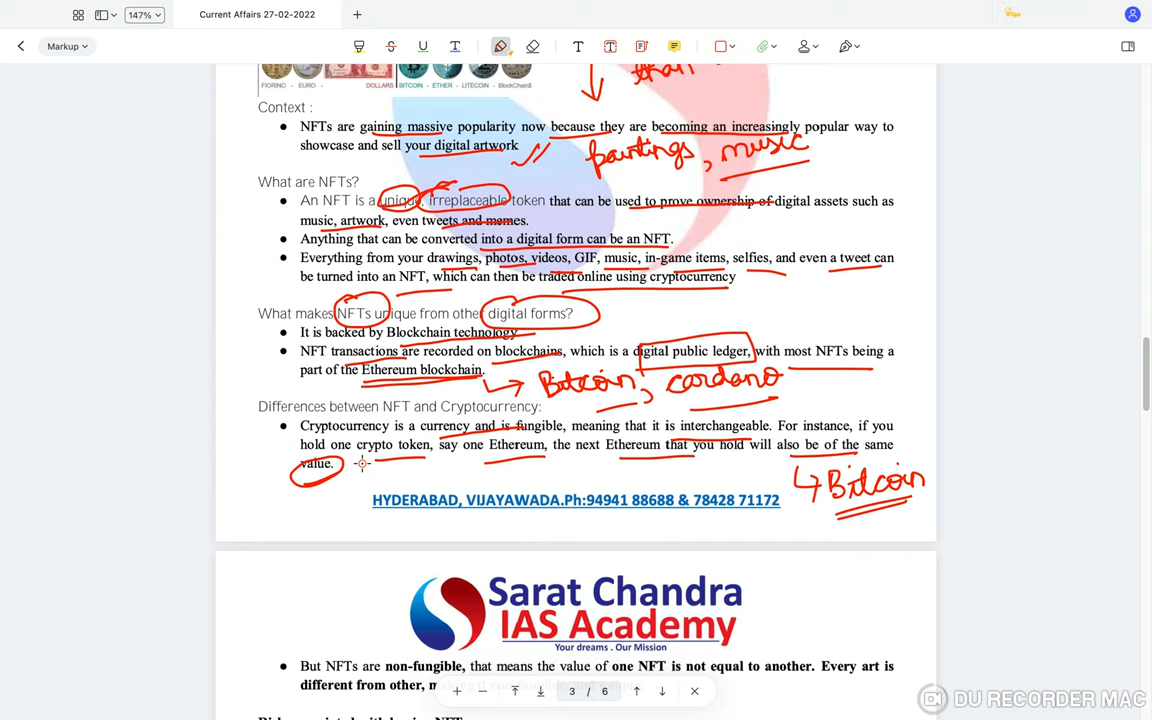 147%
Current Affairs 27-02-2022
Markup
than
FIORINO - EURO -
DOLLARS
BITCOIN - ETHER - LITECOIN - BlockChain8
Context :
NFTs are gaining massive popularity now because they are becoming an increasingly popular way to
showcase and sell your digital artwork
paintings, music
What are NFTs?
An NFT is a unique, irreplaceable token that can be used to prove ownership of digital assets such as
music, artwork, even tweets and memes.
Anything that can be converted into a digital form can be an NFT.
Everything from your drawings, photos, videos, GIF, music, in-game items, selfies, and even a tweet can
be turned into an NFT, which can then be traded online using cryptocurrency
What makes NFTs unique from other digital forms?
It is backed by Blockchain technology
NFT transactions are recorded on blockchains, which is a digital public ledger, with most NFTs being a
part of the Ethereum blockchain.
Bitcoin, cardano
Differences between NFT and Cryptocurrency:
Cryptocurrency is a currency and is fungible, meaning that it is interchangeable. For instance, if you
hold one crypto token, say one Ethereum, the next Ethereum that you hold will also be of the same
value.
Bitcoin
HYDERABAD, VIJAYAWADA.Ph:94941 88688 & 78428 71172
Sarat Chandra
IAS Academy
Your dreams . Our Mission
But NFTs are non-fungible, that means the value of one NFT is not equal to another. Every art is
different from other,
3 / 6
DU RECORDER MAC